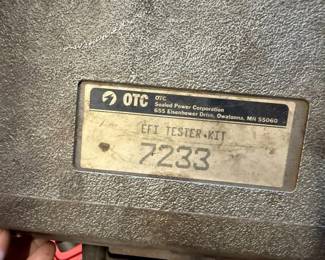 OTC
OTC
Sealed Power Corporation
655 Eisenhower Drive, Owatonna, MN 55060
EFI TESTER KIT
7233